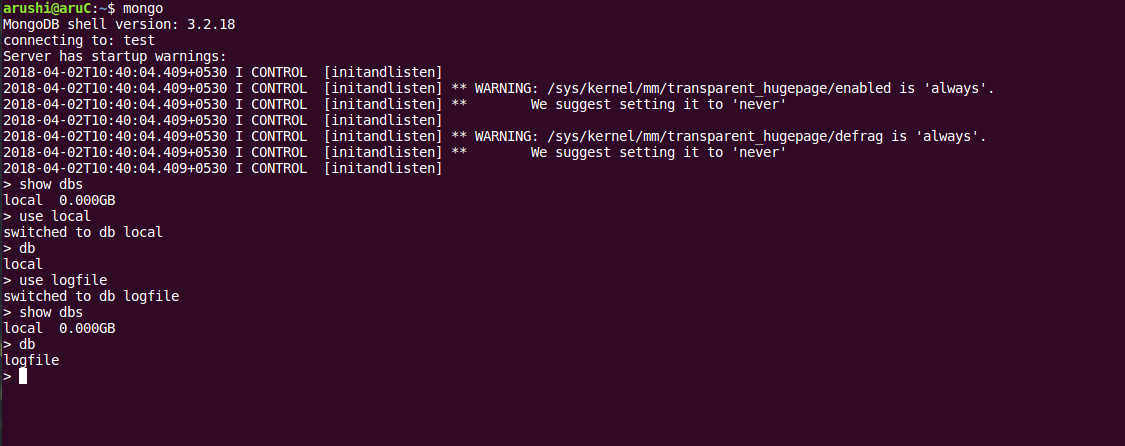 arushi@aruC:~$ mongo
MongoDB shell version: 3.2.18
connecting to: test
Server has startup warnings:
2018-04-02T10:40:04.409+0530 I CONTROL  [initandlisten]
2018-04-02T10:40:04.409+0530 I CONTROL  [initandlisten] ** WARNING: /sys/kernel/mm/transparent_hugepage/enabled is 'always'.
2018-04-02T10:40:04.409+0530 I CONTROL  [initandlisten] **        We suggest setting it to 'never'
2018-04-02T10:40:04.409+0530 I CONTROL  [initandlisten]
2018-04-02T10:40:04.409+0530 I CONTROL  [initandlisten] ** WARNING: /sys/kernel/mm/transparent_hugepage/defrag is 'always'.
2018-04-02T10:40:04.409+0530 I CONTROL  [initandlisten] **        We suggest setting it to 'never'
2018-04-02T10:40:04.409+0530 I CONTROL  [initandlisten]
> show dbs
local  0.000GB
> use local
switched to db local
> db
local
> use logfile
switched to db logfile
> show dbs
local  0.000GB
> db
logfile
>